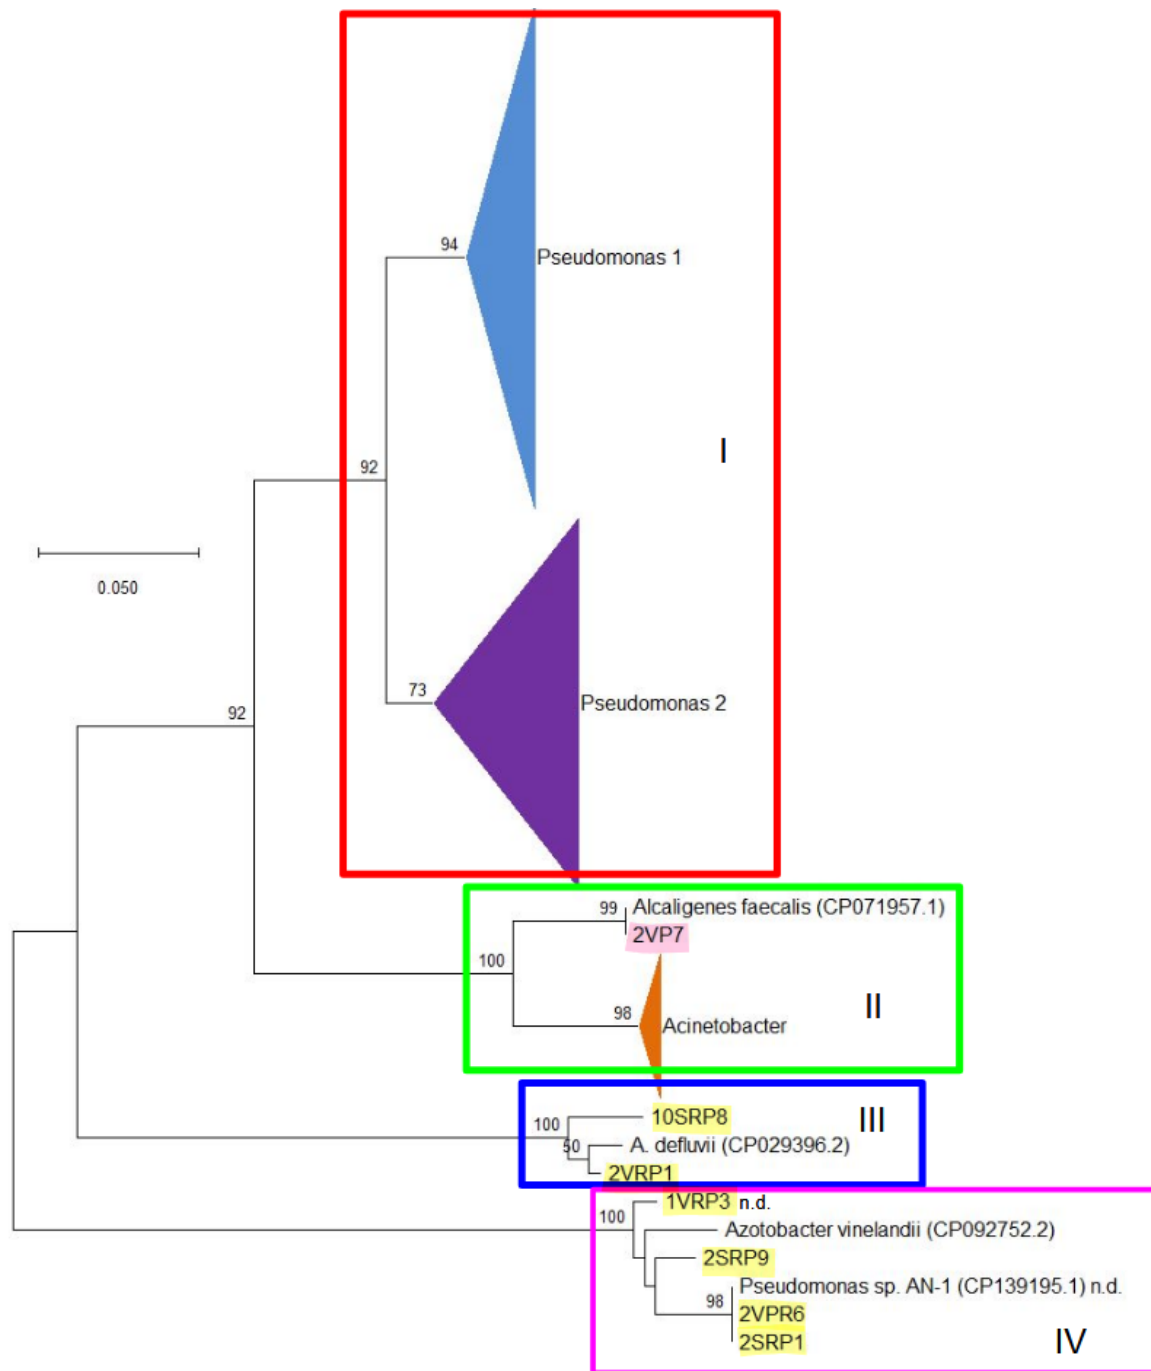 94
Pseudomonas 1
I
92
0.050
73
Pseudomonas 2
92
99
Alcaligenes faecalis (CP071957.1)
2VP7
100
II
98
Acinetobacter
10SRP8
III
100
50
A. defluvii (CP029396.2)
2VRP1
1VRP3 n.d.
100
Azotobacter vinelandii (CP092752.2)
2SRP9
Pseudomonas sp. AN-1 (CP139195.1) n.d.
98
2VPR6
2SRP1
IV